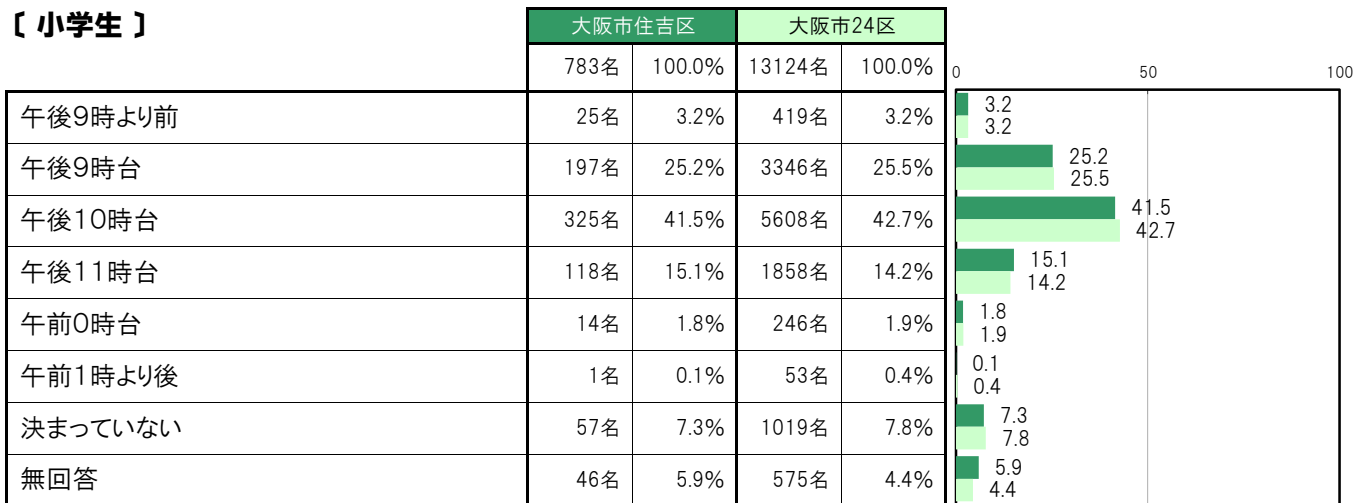 〔 小学生 〕
大阪市住吉区 大阪市24区
783名 100.0% 13124名 100.0%
0 50 100
午後9時より前 25名 3.2% 419名 3.2%
3.2
3.2
午後9時台 197名 25.2% 3346名 25.5%
25.2
25.5
午後10時台 325名 41.5% 5608名 42.7%
41.5
42.7
午後11時台 118名 15.1% 1858名 14.2%
15.1
14.2
午前0時台 14名 1.8% 246名 1.9%
1.8
1.9
午前1時より後 1名 0.1% 53名 0.4%
0.1
0.4
決まっていない 57名 7.3% 1019名 7.8%
7.3
7.8
無回答 46名 5.9% 575名 4.4%
5.9
4.4